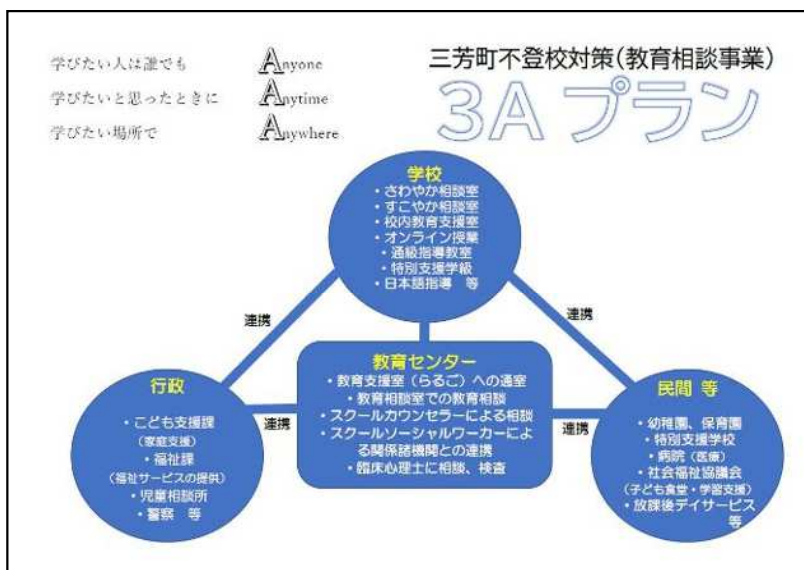 学びたい人は誰でも Anyone
学びたいと思ったときに Anytime
学びたい場所で Anywhere
三芳町不登校対策(教育相談事業)
3Aプラン
学校
・さわやか相談室
・すこやか相談室
・校内教育支援室
・オンライン授業
・通級指導教室
・特別支援学級
・日本語指導 等
連携
連携
教育センター
・教育支援室(らるご)への通室
・教育相談室での教育相談
・スクールカウンセラーによる相談
・スクールソーシャルワーカーによ
る関係諸機関との連携
・臨床心理士に相談、検査
行政
・こども支援課
(家庭支援)
・福祉課
(福祉サービスの提供)
・児童相談所
・警察 等
連携
連携
民間 等
・幼稚園、保育園
・特別支援学校
・病院(医療)
・社会福祉協議会
(子ども食堂・学習支援)
・放課後デイサービス
等